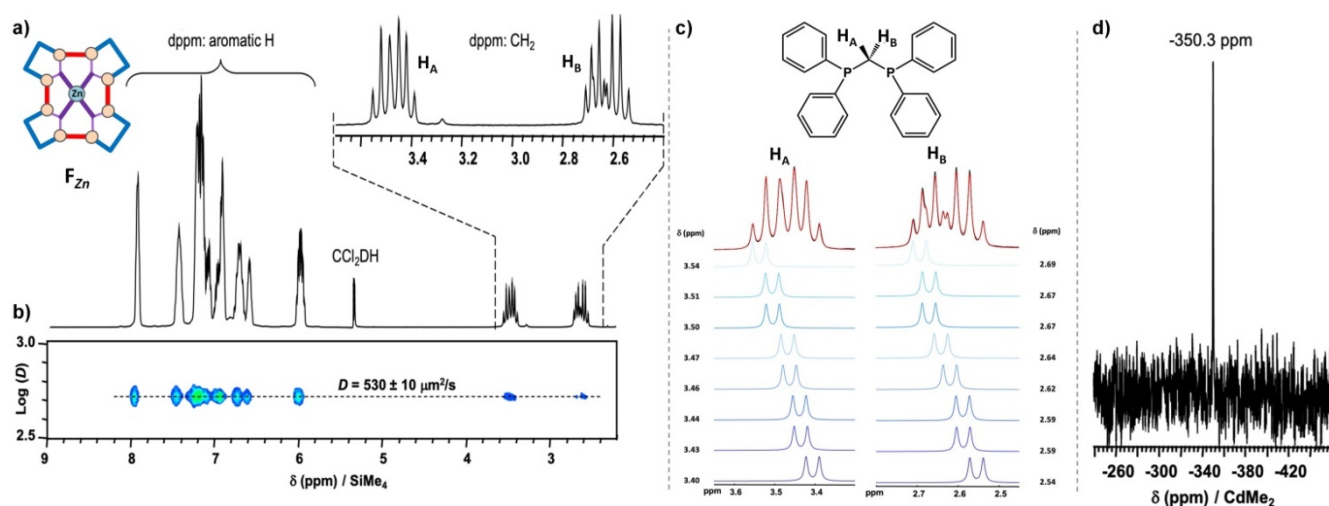 a)
dppm: aromatic H
dppm: CH2
HA
HB
Zn
FZn
3.4 3.2 3.0 2.8 2.6
CCl2DH
b)
3.0
Log (D)
2.5
D = 530 ± 10 μm2/s
9 8 7 6 5 4 3
δ (ppm) / SiMe4
c)
HA HB
P P
HA
HB
δ (ppm)
δ (ppm)
3.54 2.69
3.51 2.67
3.50 2.67
3.47 2.64
3.46 2.62
3.44 2.59
3.43 2.59
3.40 2.54
ppm 3.6 3.5 3.4
ppm 2.7 2.6 2.5
d)
-350.3 ppm
-260 -300 -340 -380 -420
δ (ppm) / CdMe2